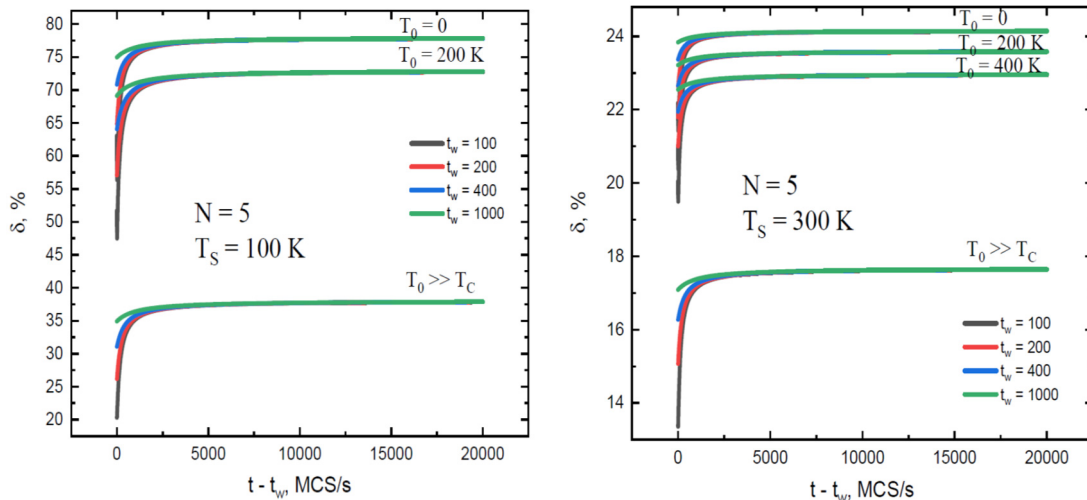 80
75
70
65
60
55
50
45
40
35
30
25
20
δ, %
T₀ = 0
T₀ = 200 K
t_w = 100
t_w = 200
t_w = 400
t_w = 1000
N = 5
T_S = 100 K
T₀ >> T_C
0 5000 10000 15000 20000
t - t_w, MCS/s
24
22
20
18
16
14
δ, %
T₀ = 0
T₀ = 200 K
T₀ = 400 K
N = 5
T_S = 300 K
T₀ >> T_C
t_w = 100
t_w = 200
t_w = 400
t_w = 1000
0 5000 10000 15000 20000
t - t_w, MCS/s